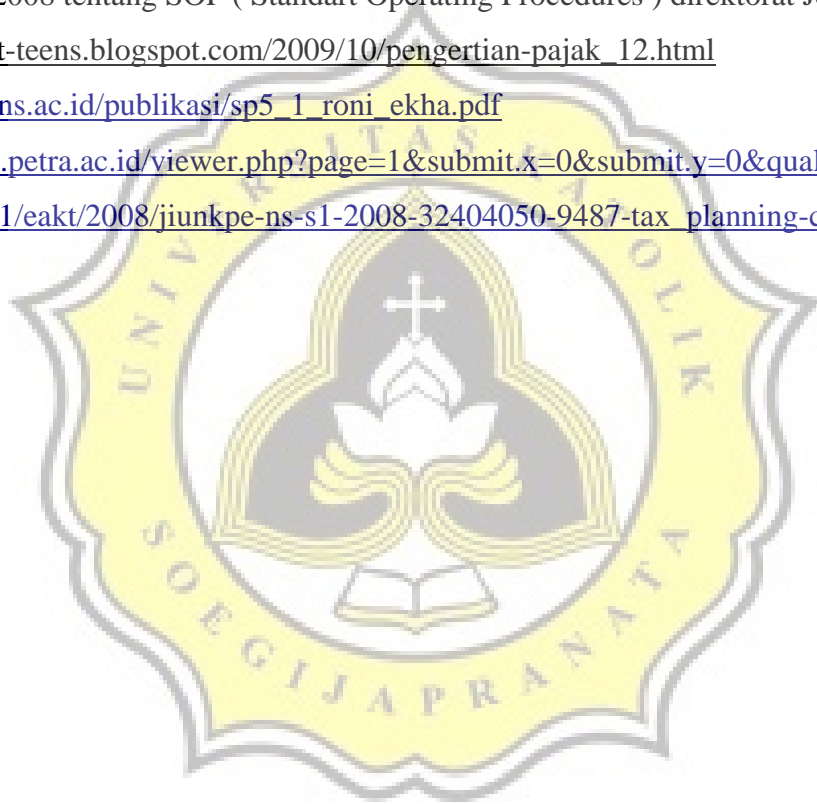 2008 tentang SOP ( Standart Operating Procedures ) direktorat
t-teens.blogspot.com/2009/10/pengertian-pajak_12.html
ns.ac.id/publikasi/sp5_1_roni_ekha.pdf
.petra.ac.id/viewer.php?page=1&submit.x=0&submit.y=0&qual
1/eakt/2008/jiunkpe-ns-s1-2008-32404050-9487-tax_planning-c
UNIVERSITAS KATOLIK
SOEGIJAPRANATA